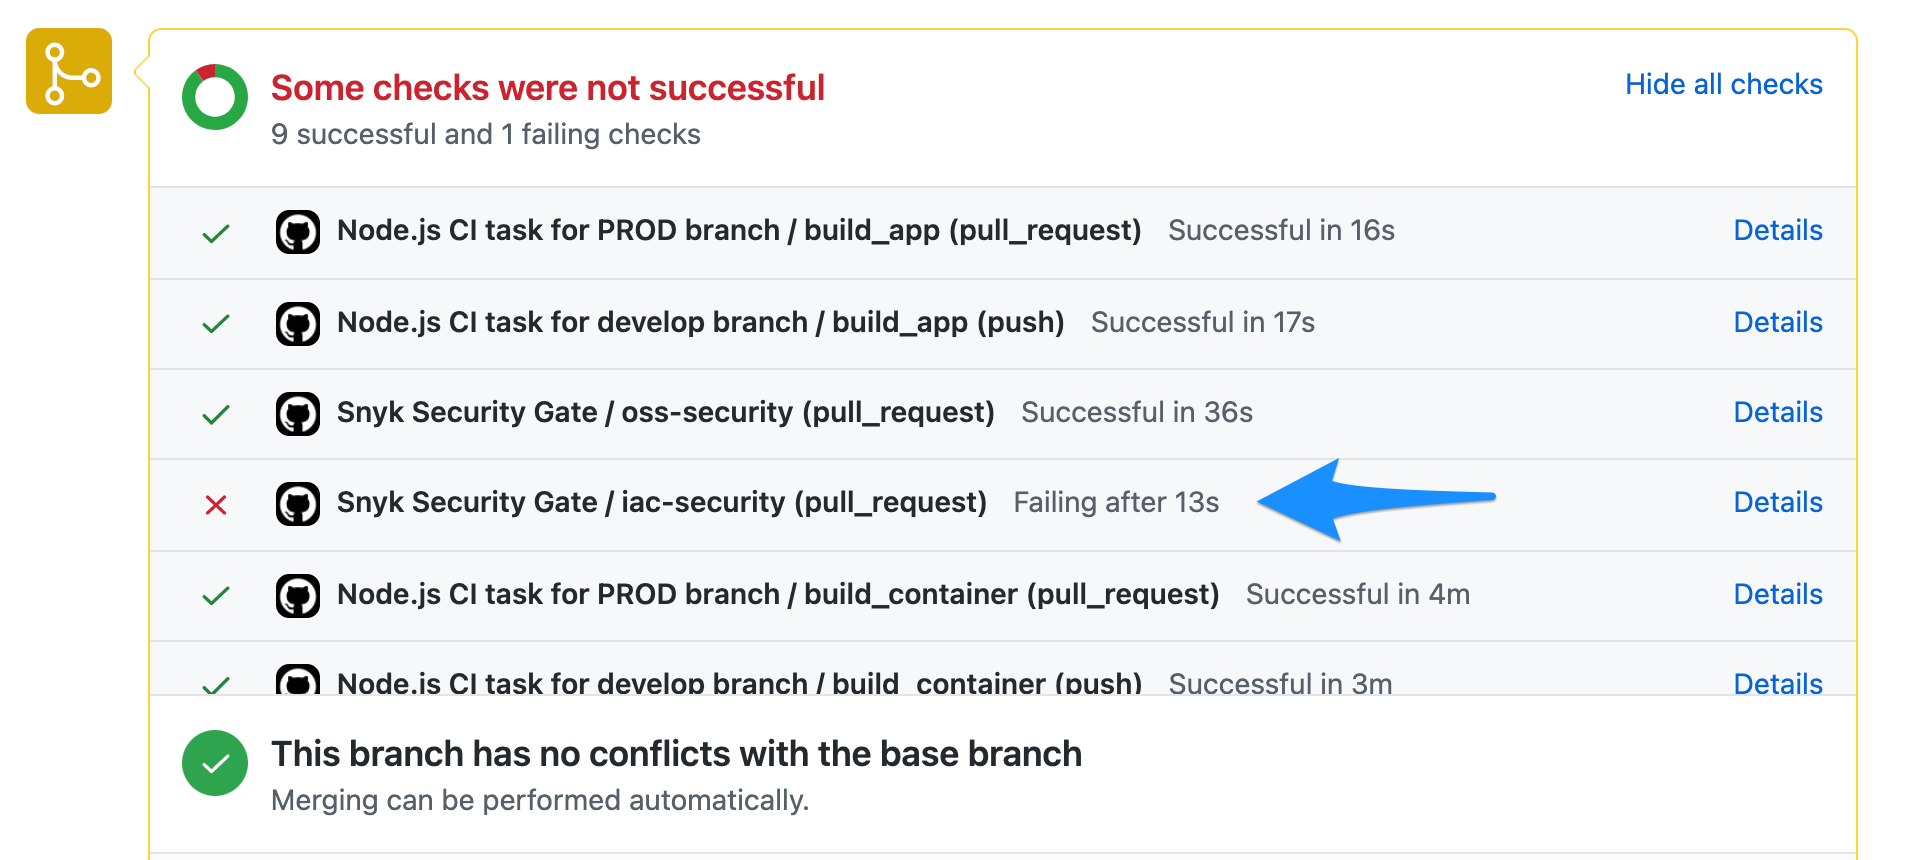 Some checks were not successful
Hide all checks
9 successful and 1 failing checks
Node.js CI task for PROD branch / build_app (pull_request) Successful in 16s Details
Node.js CI task for develop branch / build_app (push) Successful in 17s Details
Snyk Security Gate / oss-security (pull_request) Successful in 36s Details
Snyk Security Gate / iac-security (pull_request) Failing after 13s Details
Node.js CI task for PROD branch / build_container (pull_request) Successful in 4m Details
Node.js CI task for develop branch / build_container (push) Successful in 3m Details
This branch has no conflicts with the base branch
Merging can be performed automatically.